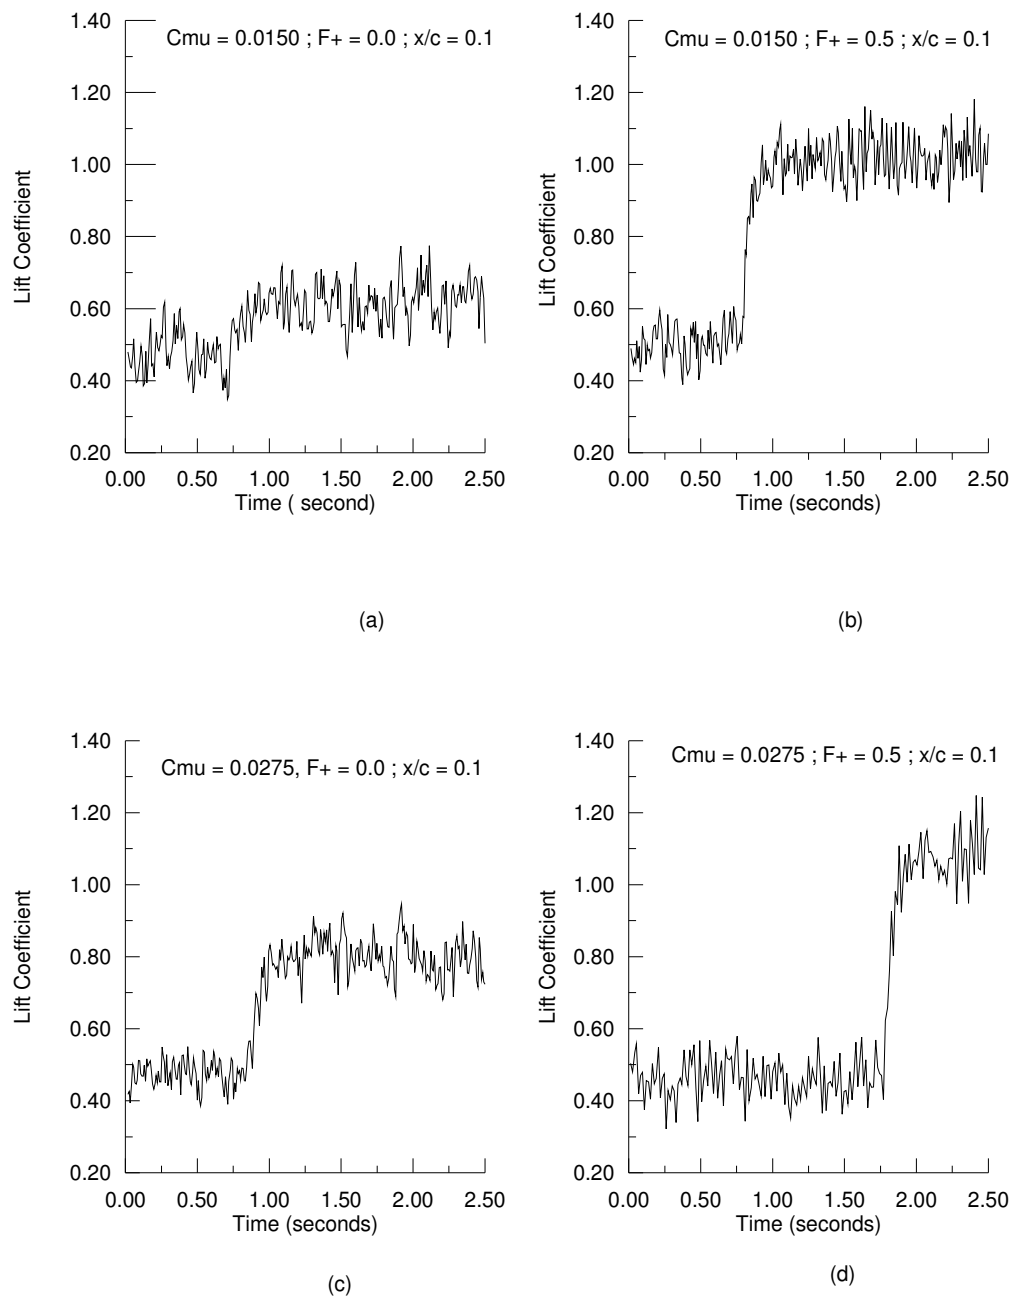 Cmu = 0.0150 ; F+ = 0.0 ; x/c = 0.1
1.40
1.20
1.00
0.80
0.60
0.40
0.20
Lift Coefficient
0.00 0.50 1.00 1.50 2.00 2.50
Time ( second)
(a)
Cmu = 0.0150 ; F+ = 0.5 ; x/c = 0.1
1.40
1.20
1.00
0.80
0.60
0.40
0.20
Lift Coefficient
0.00 0.50 1.00 1.50 2.00 2.50
Time (seconds)
(b)
Cmu = 0.0275, F+ = 0.0 ; x/c = 0.1
1.40
1.20
1.00
0.80
0.60
0.40
0.20
Lift Coefficient
0.00 0.50 1.00 1.50 2.00 2.50
Time (seconds)
(c)
Cmu = 0.0275 ; F+ = 0.5 ; x/c = 0.1
1.40
1.20
1.00
0.80
0.60
0.40
0.20
Lift Coefficient
0.00 0.50 1.00 1.50 2.00 2.50
Time (seconds)
(d)